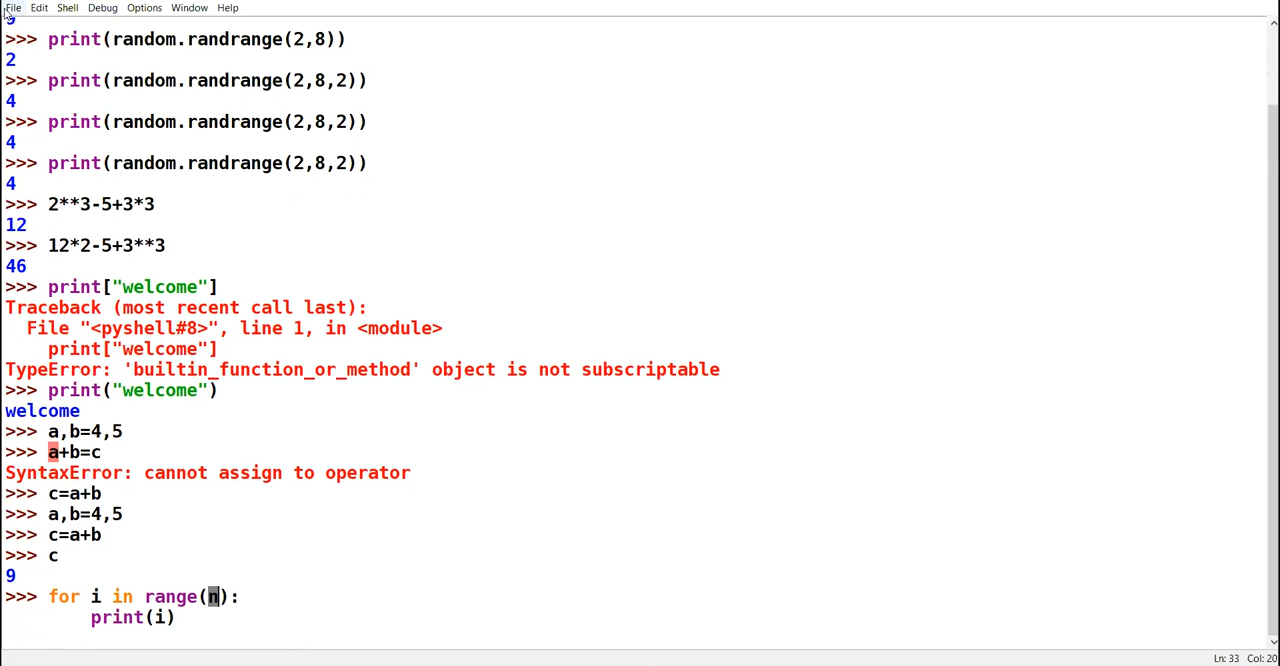 File Edit Shell Debug Options Window Help
9
>>> print(random.randrange(2,8))
2
>>> print(random.randrange(2,8,2))
4
>>> print(random.randrange(2,8,2))
4
>>> print(random.randrange(2,8,2))
4
>>> 2**3-5+3*3
12
>>> 12*2-5+3**3
46
>>> print["welcome"]
Traceback (most recent call last):
  File "<pyshell#8>", line 1, in <module>
    print["welcome"]
TypeError: 'builtin_function_or_method' object is not subscriptable
>>> print("welcome")
welcome
>>> a,b=4,5
>>> a+b=c
SyntaxError: cannot assign to operator
>>> c=a+b
>>> a,b=4,5
>>> c=a+b
>>> c
9
>>> for i in range(n):
        print(i)
Ln: 33 Col: 20